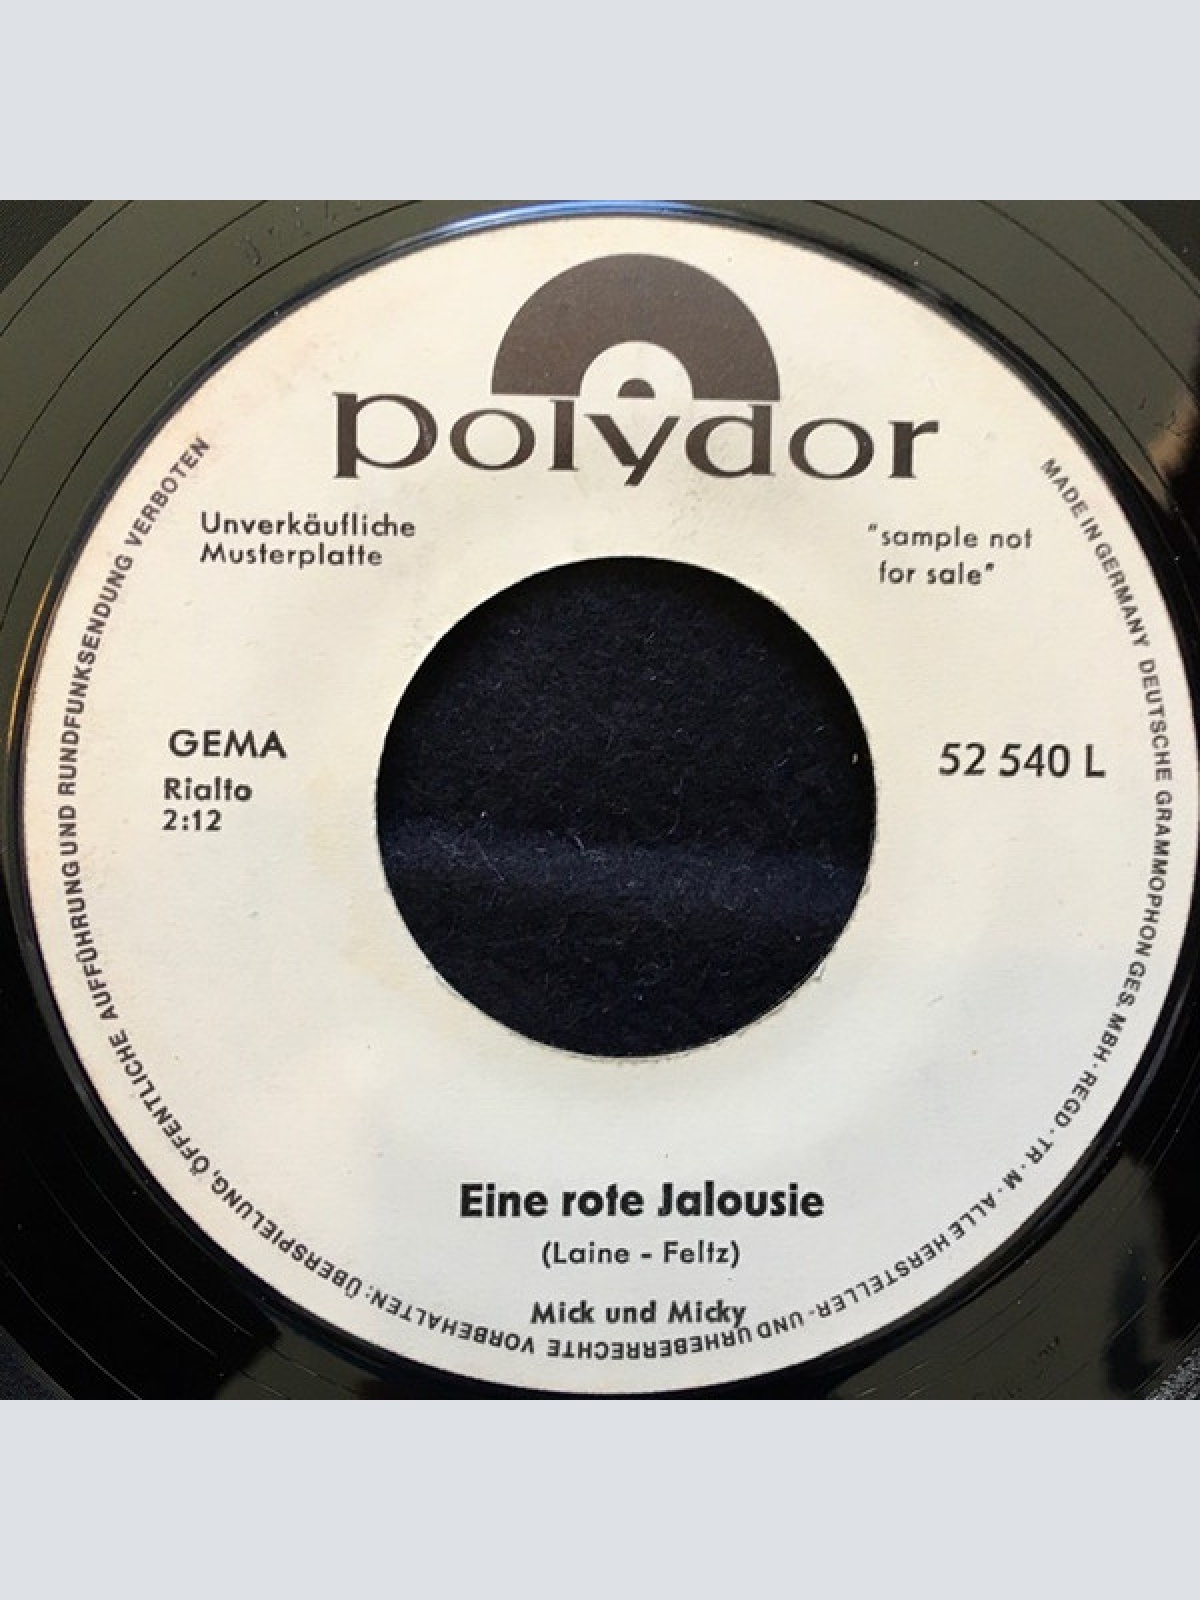 polydor
Unverkäufliche
Musterplatte
"sample not
for sale"
GEMA
Rialto
2:12
52 540 L
Eine rote Jalousie
(Laine - Feltz)
Mick und Micky
MADE IN GERMANY DEUTSCHE GRAMMOPHON GES. MBH · REGD · TR · M · ALLE HERSTELLER- UND URHEBERRECHTE VORBEHALTEN: ÜBERSPIELUNG, ÖFFENTLICHE AUFFÜHRUNG UND RUNDFUNKSENDUNG VERBOTEN